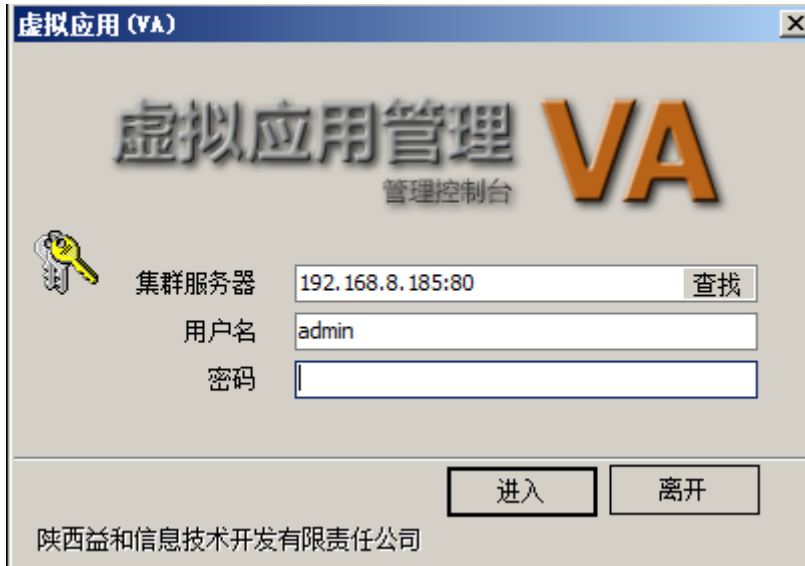 虚拟应用(VA)
虚拟应用管理 VA
管理控制台
集群服务器 192.168.8.185:80 查找
用户名 admin
密码
进入 离开
陕西益和信息技术开发有限责任公司